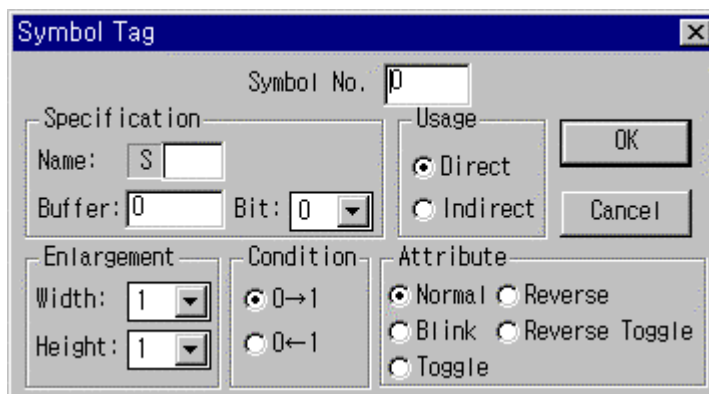 Symbol Tag
Symbol No. 0
Specification
Name: S
Buffer: 0 Bit: 0
Usage
Direct
Indirect
OK
Cancel
Enlargement
Width: 1
Height: 1
Condition
0→1
0←1
Attribute
Normal Reverse
Blink Reverse Toggle
Toggle